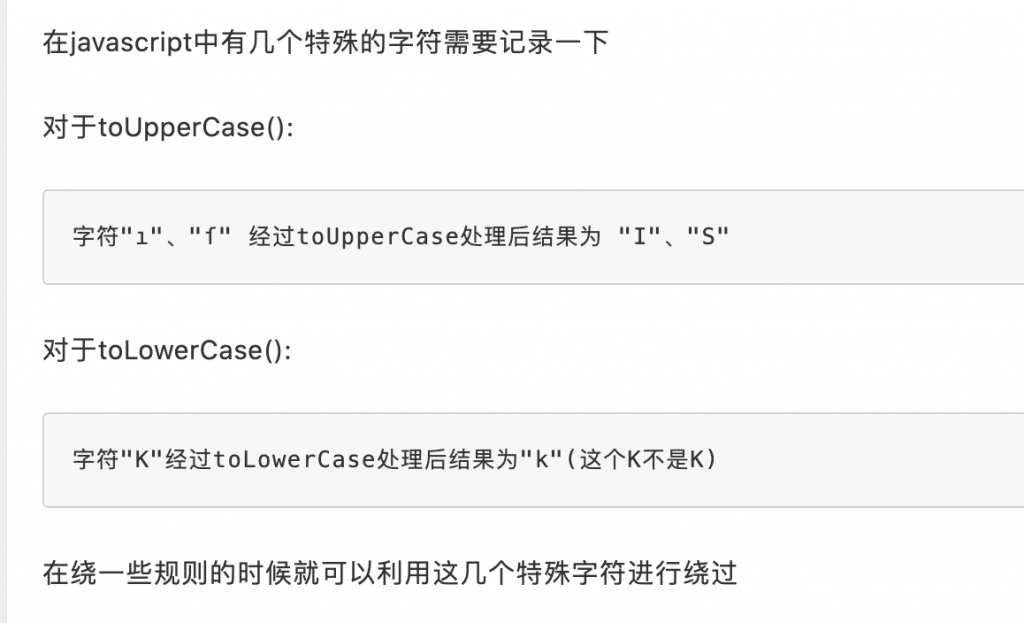 在javascript中有几个特殊的字符需要记录一下
对于toUpperCase():
字符"ı"、"ſ" 经过toUpperCase处理后结果为 "I"、"S"
对于toLowerCase():
字符"K"经过toLowerCase处理后结果为"k"(这个K不是K)
在绕一些规则的时候就可以利用这几个特殊字符进行绕过